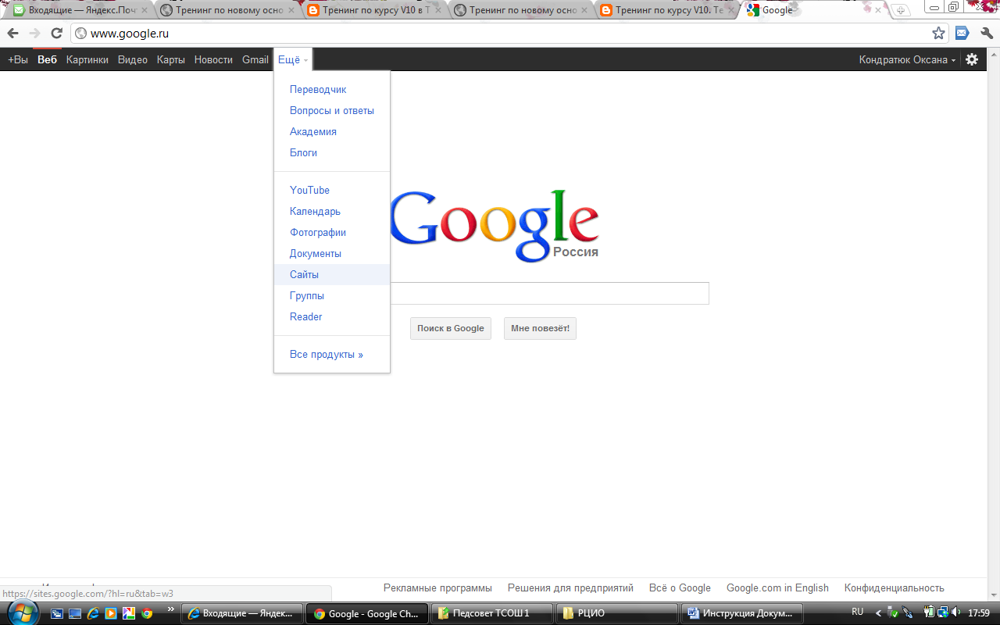 Входящие — Яндекс.Поч
Тренинг по новому осно
Тренинг по курсу V10 в Т
Тренинг по новому осно
Тренинг по курсу V10. Те
Google
www.google.ru
+Вы Веб Картинки Видео Карты Новости Gmail Ещё Кондратюк Оксана
Переводчик
Вопросы и ответы
Академия
Блоги
YouTube
Календарь
Фотографии
Документы
Сайты
Группы
Reader
Все продукты »
Google
Россия
Поиск в Google Мне повезёт!
Рекламные программы Решения для предприятий Всё о Google Google.com in English Конфиденциальность
https://sites.google.com/?hl=ru&tab=w3
» Входящие — Яндек... Google - Google Ch... Педсовет ТСОШ1 РЦИО Инструкция Докум... RU 17:59